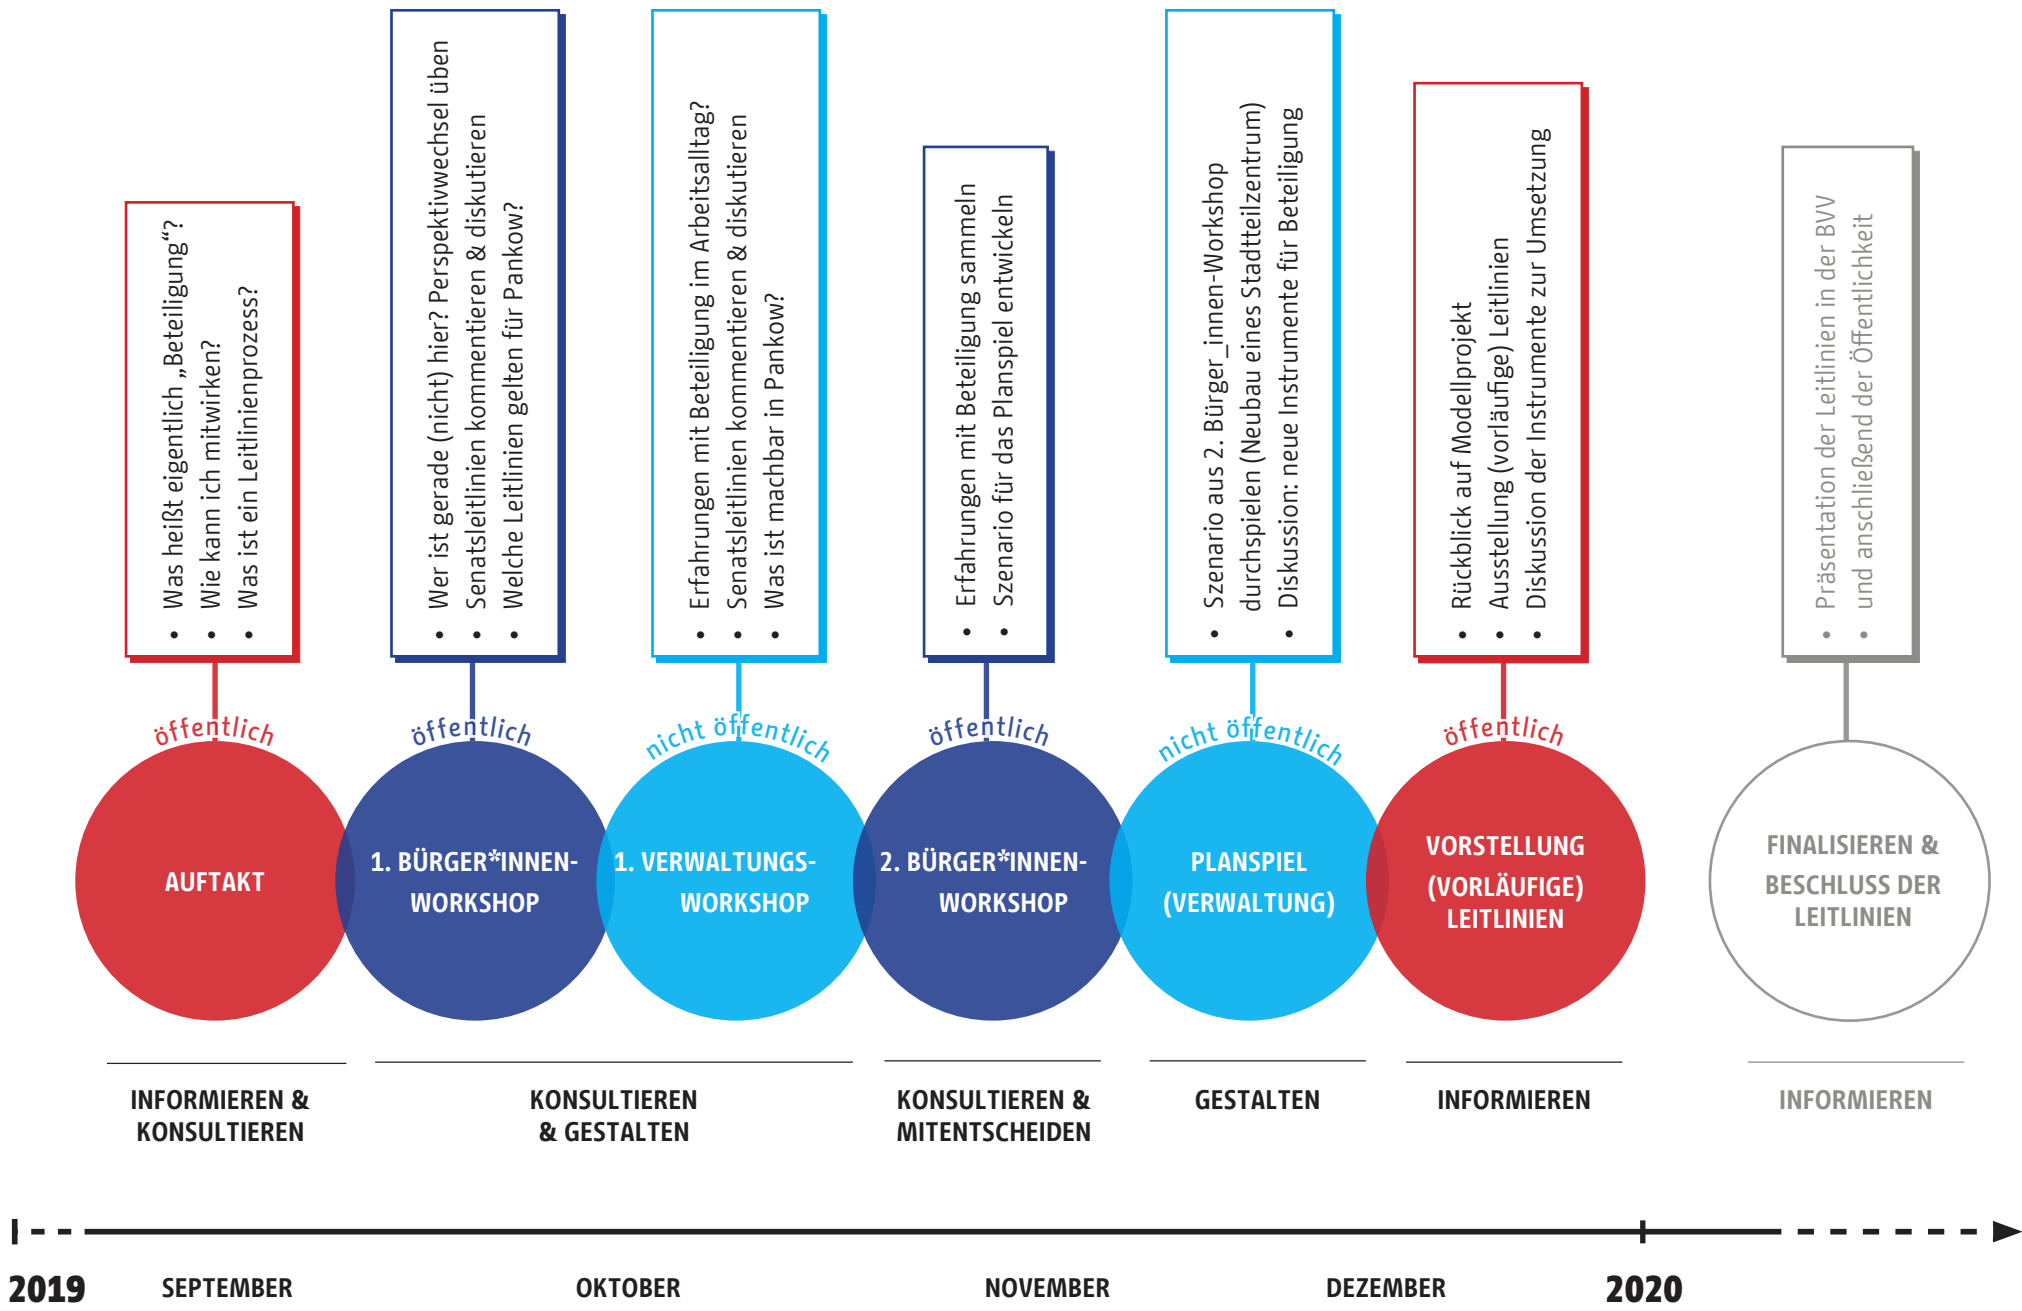 • Was heißt eigentlich „Beteiligung“?
• Wie kann ich mitwirken?
• Was ist ein Leitlinienprozess?
öffentlich
AUFTAKT
• Wer ist gerade (nicht) hier? Perspektivwechsel üben
• Senatsleitlinien kommentieren & diskutieren
• Welche Leitlinien gelten für Pankow?
öffentlich
1. BÜRGER*INNEN-
WORKSHOP
• Erfahrungen mit Beteiligung im Arbeitsalltag?
• Senatsleitlinien kommentieren & diskutieren
• Was ist machbar in Pankow?
nicht öffentlich
1. VERWALTUNGS-
WORKSHOP
• Erfahrungen mit Beteiligung sammeln
• Szenario für das Planspiel entwickeln
öffentlich
2. BÜRGER*INNEN-
WORKSHOP
• Szenario aus 2. Bürger_innen-Workshop
durchspielen (Neubau eines Stadtteilzentrum)
• Diskussion: neue Instrumente für Beteiligung
nicht öffentlich
PLANSPIEL
(VERWALTUNG)
• Rückblick auf Modellprojekt
• Ausstellung (vorläufige) Leitlinien
• Diskussion der Instrumente zur Umsetzung
öffentlich
VORSTELLUNG
(VORLÄUFIGE)
LEITLINIEN
• Präsentation der Leitlinien in der BVV
• und anschließend der Öffentlichkeit
FINALISIEREN &
BESCHLUSS DER
LEITLINIEN
INFORMIEREN &
KONSULTIEREN
KONSULTIEREN
& GESTALTEN
KONSULTIEREN &
MITENTSCHEIDEN
GESTALTEN
INFORMIEREN
INFORMIEREN
2019
SEPTEMBER
OKTOBER
NOVEMBER
DEZEMBER
2020